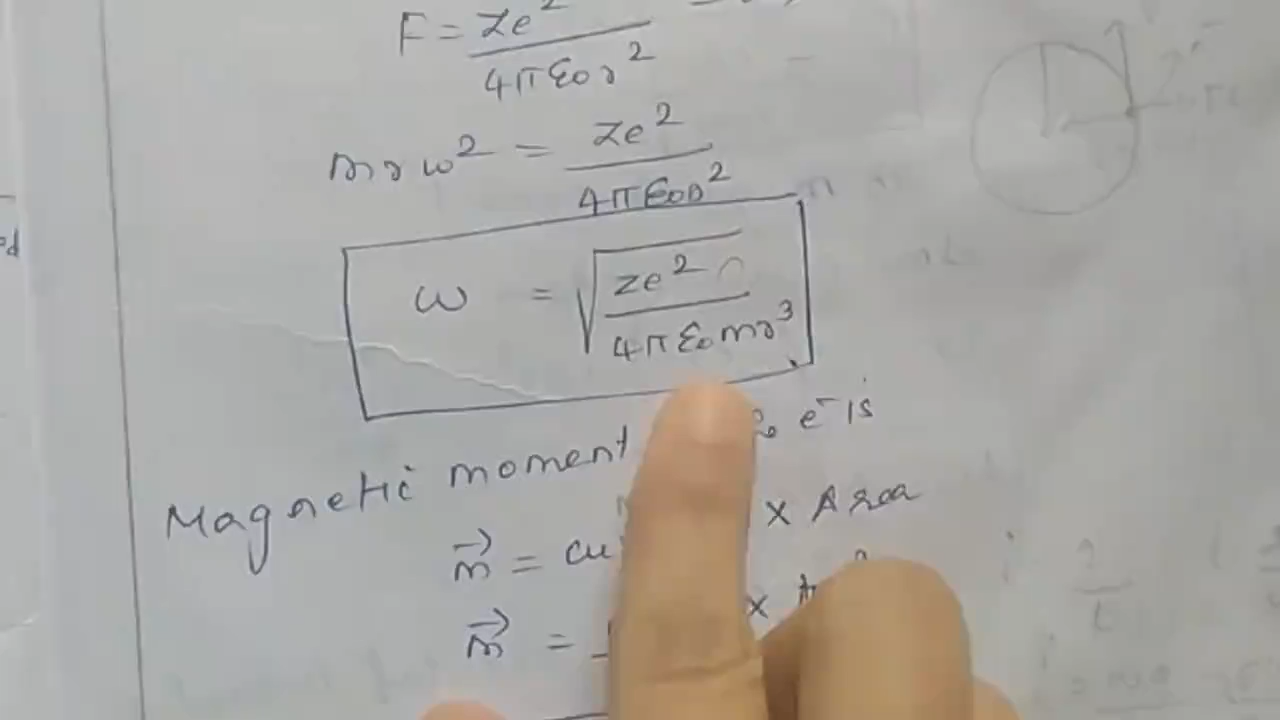 F = Ze²/4πε₀r²
mrω² = Ze²/4πε₀r²
ω = √(Ze²/4πε₀mr³)
Magnetic moment e⁻ is
m⃗ = cu × Area
m⃗ = ×